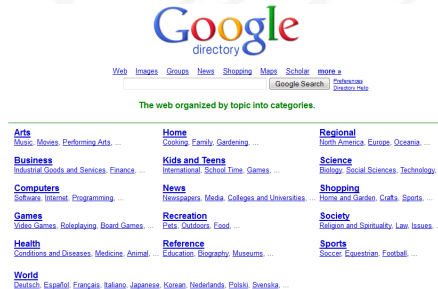 Google
directory
Web Images Groups News Shopping Maps Scholar more »
Google Search Preferences
Directory Help
The web organized by topic into categories.
Arts Home Regional
Music, Movies, Performing Arts, ... Cooking, Family, Gardening, ... North America, Europe, Oceania, ...
Business Kids and Teens Science
Industrial Goods and Services, Finance, ... International, School Time, Games, ... Biology, Social Sciences, Technology,
Computers News Shopping
Software, Internet, Programming, ... Newspapers, Media, Colleges and Universities, ... Home and Garden, Crafts, Sports, ...
Games Recreation Society
Video Games, Roleplaying, Board Games, ... Pets, Outdoors, Food, ... Religion and Spirituality, Law, Issues,
Health Reference Sports
Conditions and Diseases, Medicine, Animal, ... Education, Biography, Museums, ... Soccer, Equestrian, Football, ...
World
Deutsch, Español, Français, Italiano, Japanese, Korean, Nederlands, Polski, Svenska, ...